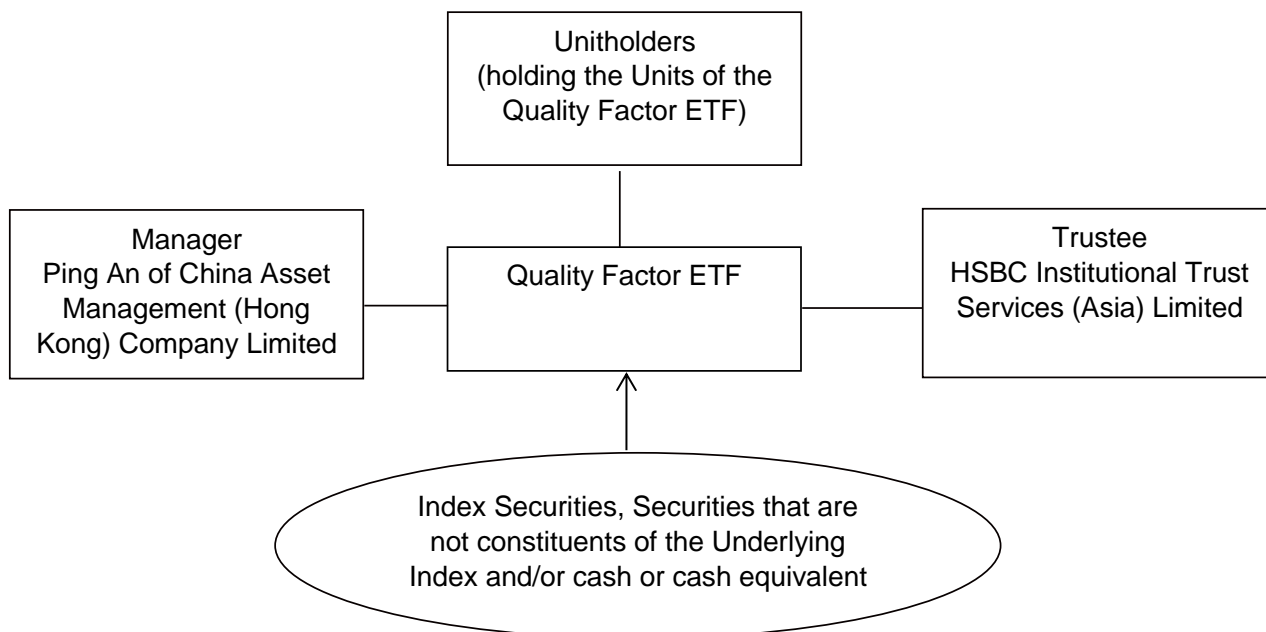 Unitholders
(holding the Units of the
Quality Factor ETF)
Manager
Ping An of China Asset
Management (Hong
Kong) Company Limited
Quality Factor ETF
Trustee
HSBC Institutional Trust
Services (Asia) Limited
Index Securities, Securities that are
not constituents of the Underlying
Index and/or cash or cash equivalent